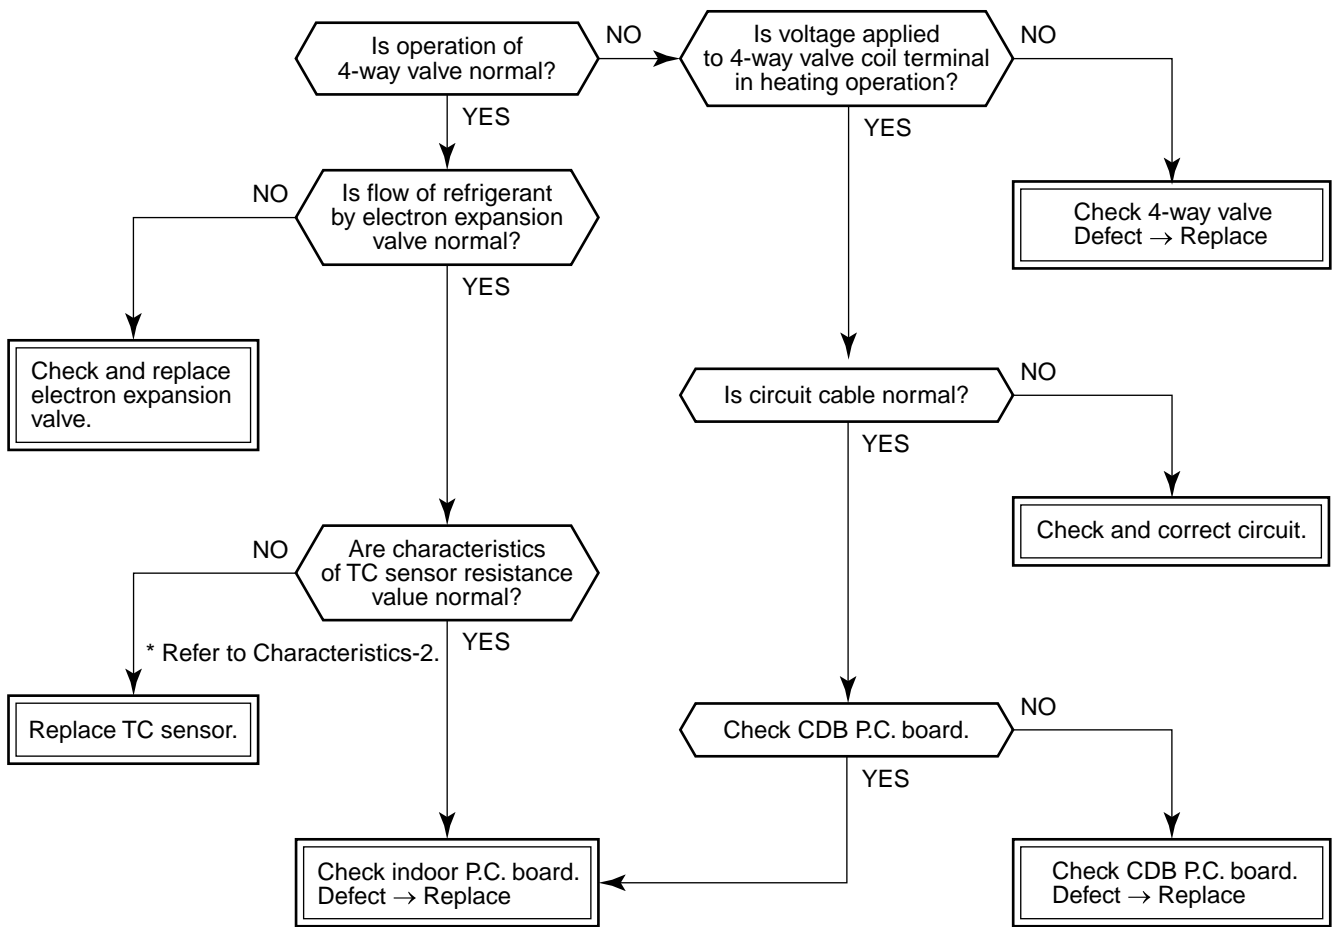 Is operation of
4-way valve normal?
NO
Is voltage applied
to 4-way valve coil terminal
in heating operation?
NO
YES
YES
NO
Is flow of refrigerant
by electron expansion
valve normal?
YES
Check 4-way valve
Defect → Replace
Check and replace
electron expansion
valve.
Is circuit cable normal?
NO
YES
Check and correct circuit.
NO
Are characteristics
of TC sensor resistance
value normal?
YES
* Refer to Characteristics-2.
Replace TC sensor.
Check CDB P.C. board.
NO
YES
Check indoor P.C. board.
Defect → Replace
Check CDB P.C. board.
Defect → Replace